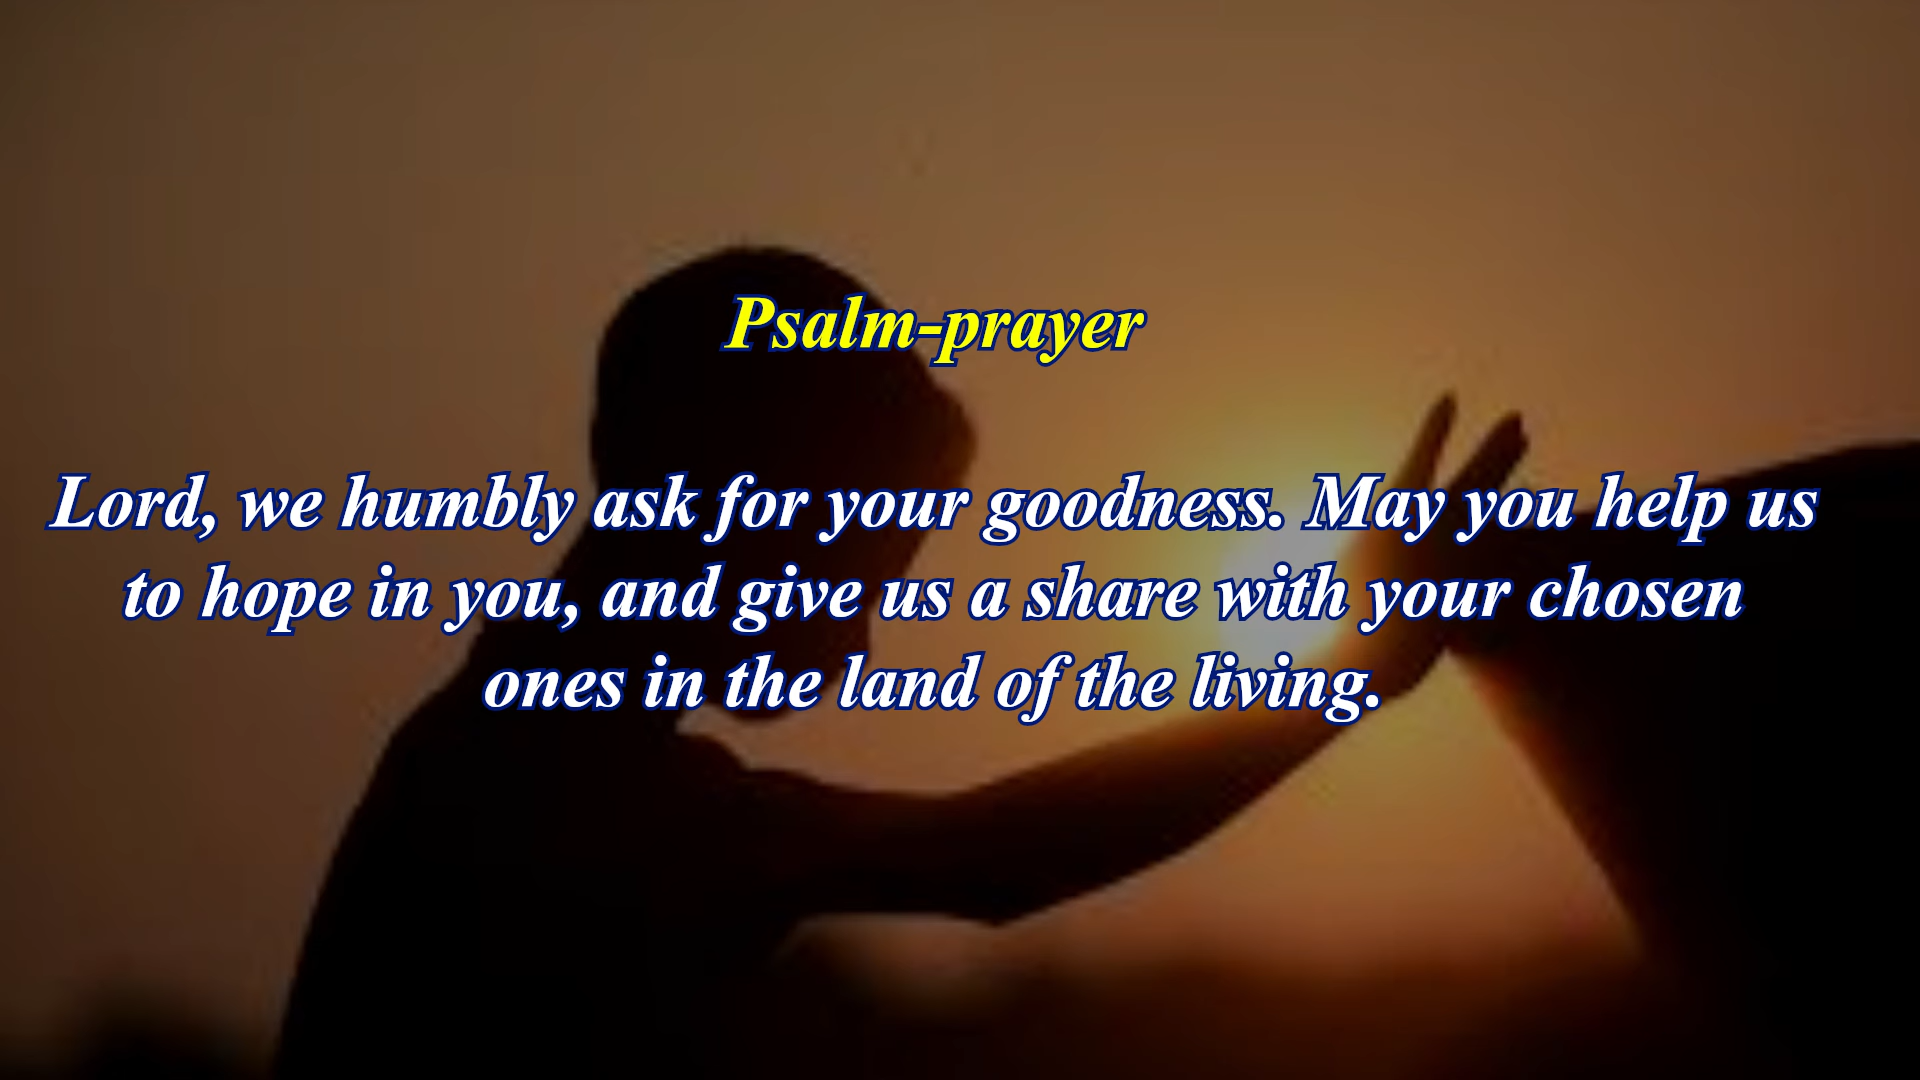 Psalm-prayer
Lord, we humbly ask for your goodness. May you help us
to hope in you, and give us a share with your chosen
ones in the land of the living.